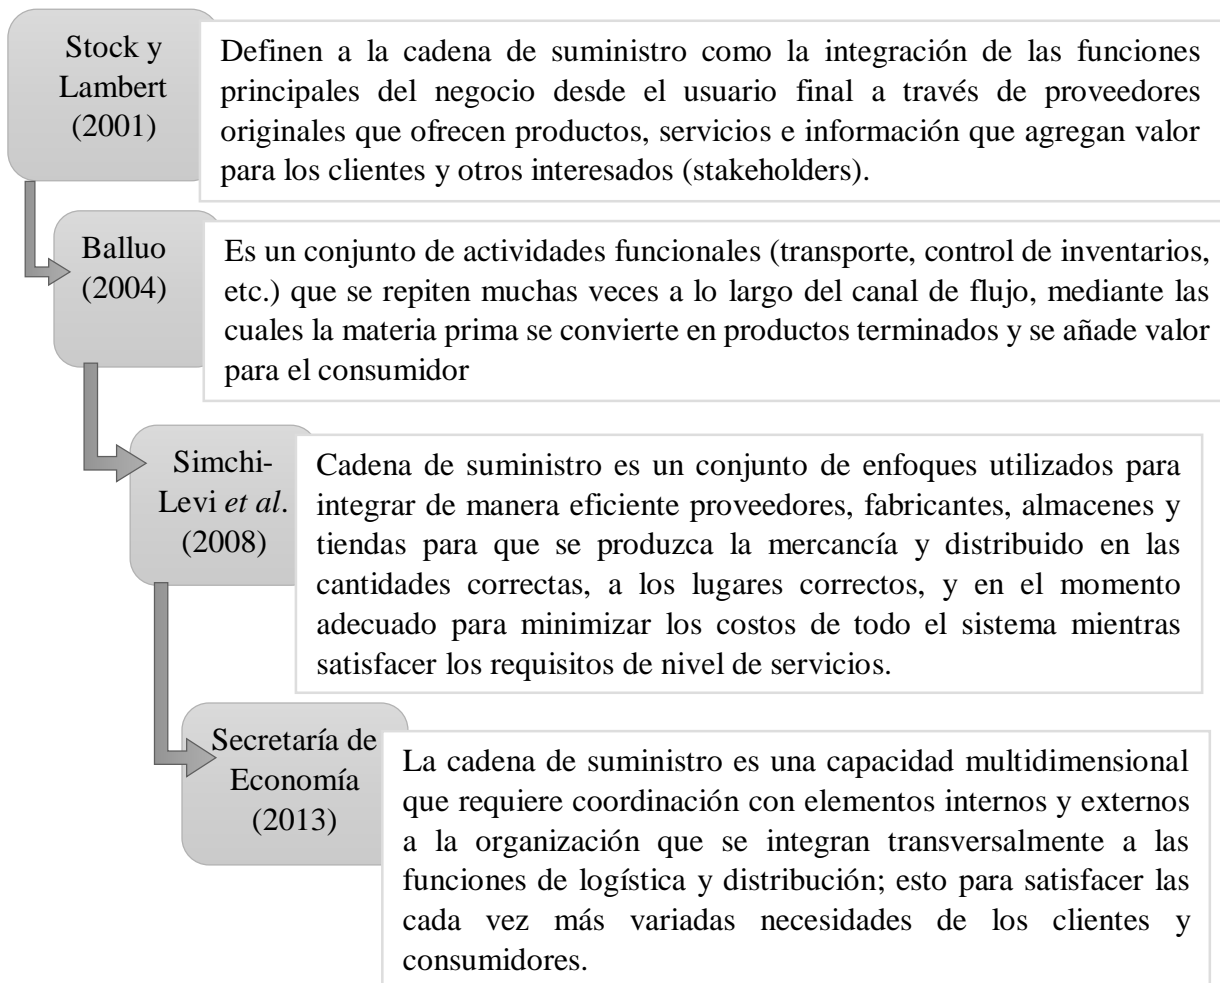 Stock y
Lambert
(2001)
Definen a la cadena de suministro como la integración de las funciones
principales del negocio desde el usuario final a través de proveedores
originales que ofrecen productos, servicios e información que agregan valor
para los clientes y otros interesados (stakeholders).
Balluo
(2004)
Es un conjunto de actividades funcionales (transporte, control de inventarios,
etc.) que se repiten muchas veces a lo largo del canal de flujo, mediante las
cuales la materia prima se convierte en productos terminados y se añade valor
para el consumidor
Simchi-
Levi et al.
(2008)
Cadena de suministro es un conjunto de enfoques utilizados para
integrar de manera eficiente proveedores, fabricantes, almacenes y
tiendas para que se produzca la mercancía y distribuido en las
cantidades correctas, a los lugares correctos, y en el momento
adecuado para minimizar los costos de todo el sistema mientras
satisfacer los requisitos de nivel de servicios.
Secretaría de
Economía
(2013)
La cadena de suministro es una capacidad multidimensional
que requiere coordinación con elementos internos y externos
a la organización que se integran transversalmente a las
funciones de logística y distribución; esto para satisfacer las
cada vez más variadas necesidades de los clientes y
consumidores.